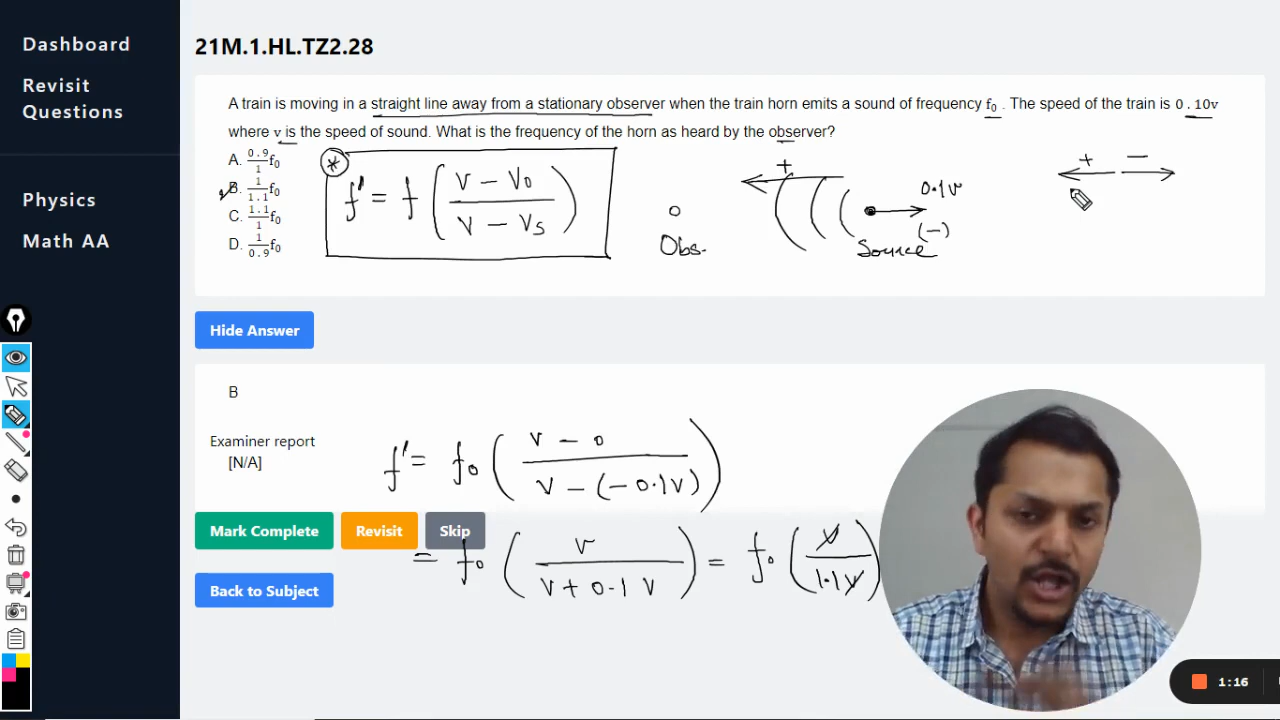 Dashboard
Revisit
Questions
Physics
Math AA
21M.1.HL.TZ2.28
A train is moving in a straight line away from a stationary observer when the train horn emits a sound of frequency f₀ . The speed of the train is 0.10v
where v is the speed of sound. What is the frequency of the horn as heard by the observer?
A. 0.9/1 f₀
B. 1/1.1 f₀
C. 1.1/1 f₀
D. 1/0.9 f₀
* f' = f ( (v - v₀) / (v - vₛ) )
+
0.1v
(-)
Obs.
Source
+ -
Hide Answer
B
Examiner report
[N/A]
f' = f₀ ( (v - 0) / (v - (-0.1v)) )
Mark Complete
Revisit
Skip
= f₀ ( v / (v + 0.1v) ) = f₀ ( v / 1.1v )
Back to Subject
1:16